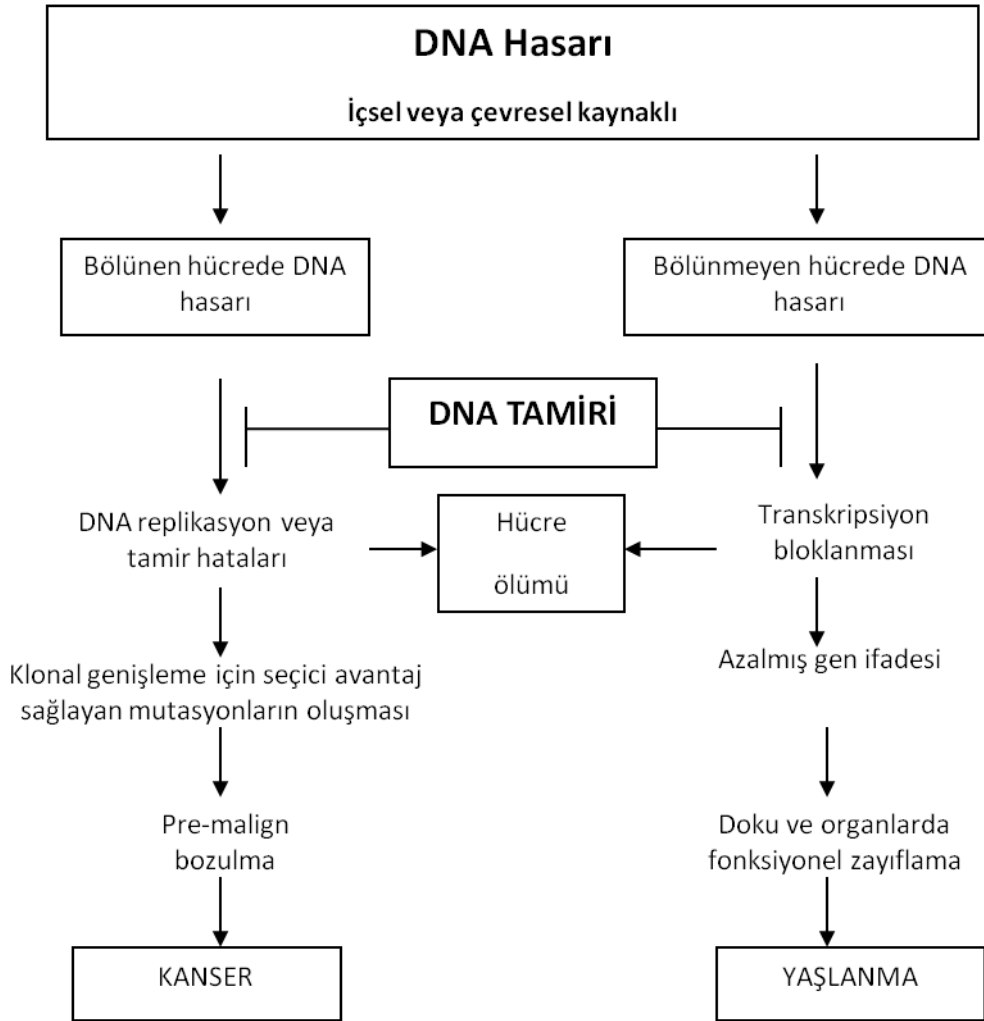 DNA Hasarı
İçsel veya çevresel kaynaklı
Bölünen hücrede DNA
hasarı
Bölünmeyen hücrede DNA
hasarı
DNA TAMİRİ
DNA replikasyon veya
tamir hataları
Hücre
ölümü
Transkripsiyon
bloklanması
Klonal genişleme için seçici avantaj
sağlayan mutasyonların oluşması
Azalmış gen ifadesi
Pre-malign
bozulma
Doku ve organlarda
fonksiyonel zayıflama
KANSER
YAŞLANMA